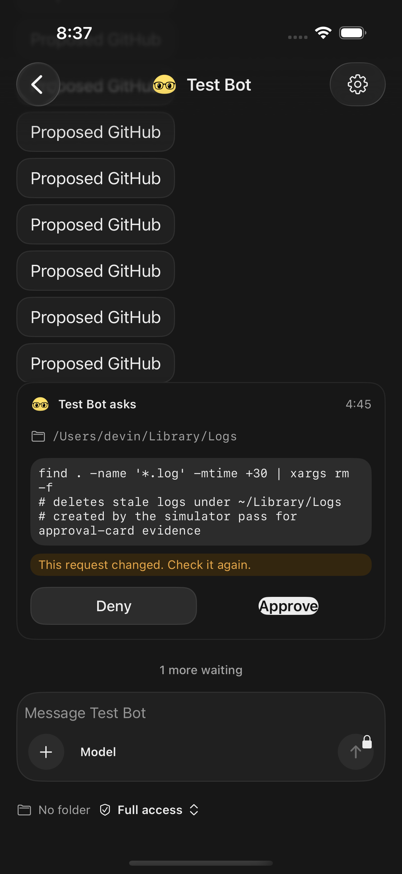 8:37
Proposed GitHub
Test Bot
Proposed GitHub
Proposed GitHub
Proposed GitHub
Proposed GitHub
Proposed GitHub
Proposed GitHub
Test Bot asks
4:45
/Users/devin/Library/Logs
find . -name '*.log' -mtime +30 | xargs rm
-f
# deletes stale logs under ~/Library/Logs
# created by the simulator pass for
approval-card evidence
This request changed. Check it again.
Deny
Approve
1 more waiting
Message Test Bot
Model
No folder
Full access